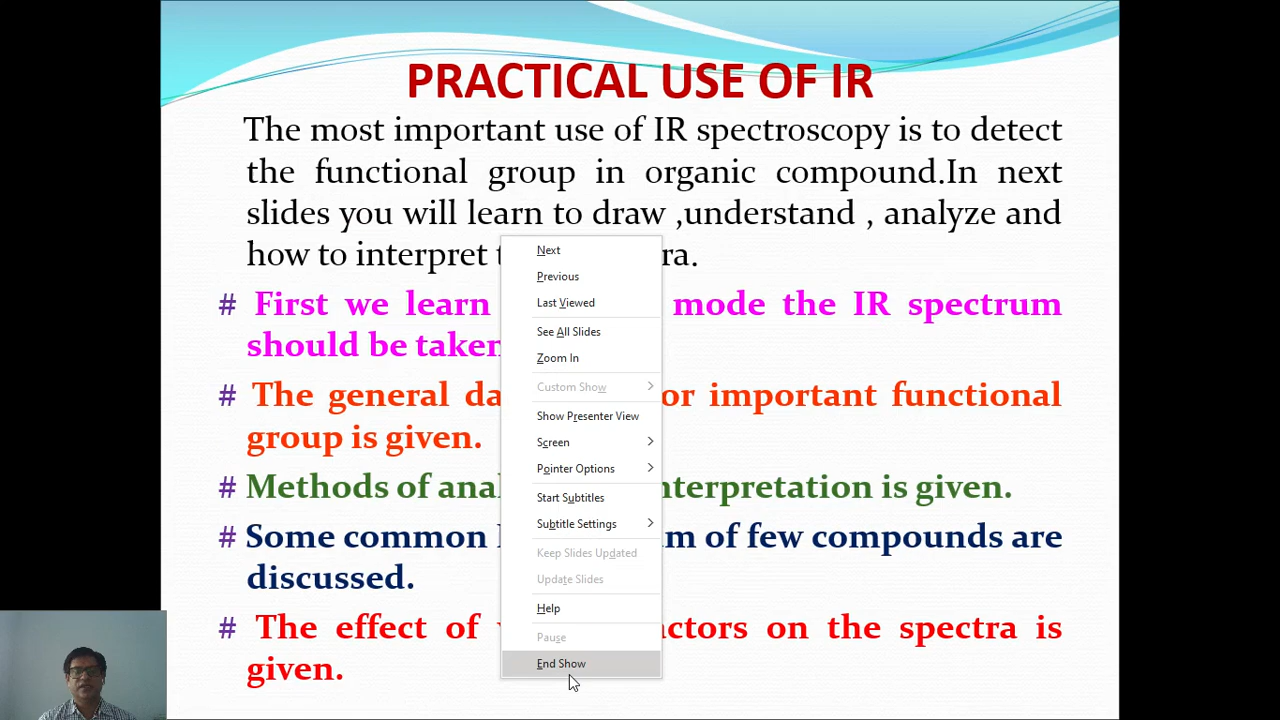 PRACTICAL USE OF IR
The most important use of IR spectroscopy is to detect
the functional group in organic compound.In next
slides you will learn to draw ,understand , analyze and
how to interpret t ra.
# First we learn mode the IR spectrum
should be taken
# The general da or important functional
group is given.
# Methods of anal nterpretation is given.
# Some common m of few compounds are
discussed.
# The effect of actors on the spectra is
given.
Next
Previous
Last Viewed
See All Slides
Zoom In
Custom Show
Show Presenter View
Screen
Pointer Options
Start Subtitles
Subtitle Settings
Keep Slides Updated
Update Slides
Help
Pause
End Show